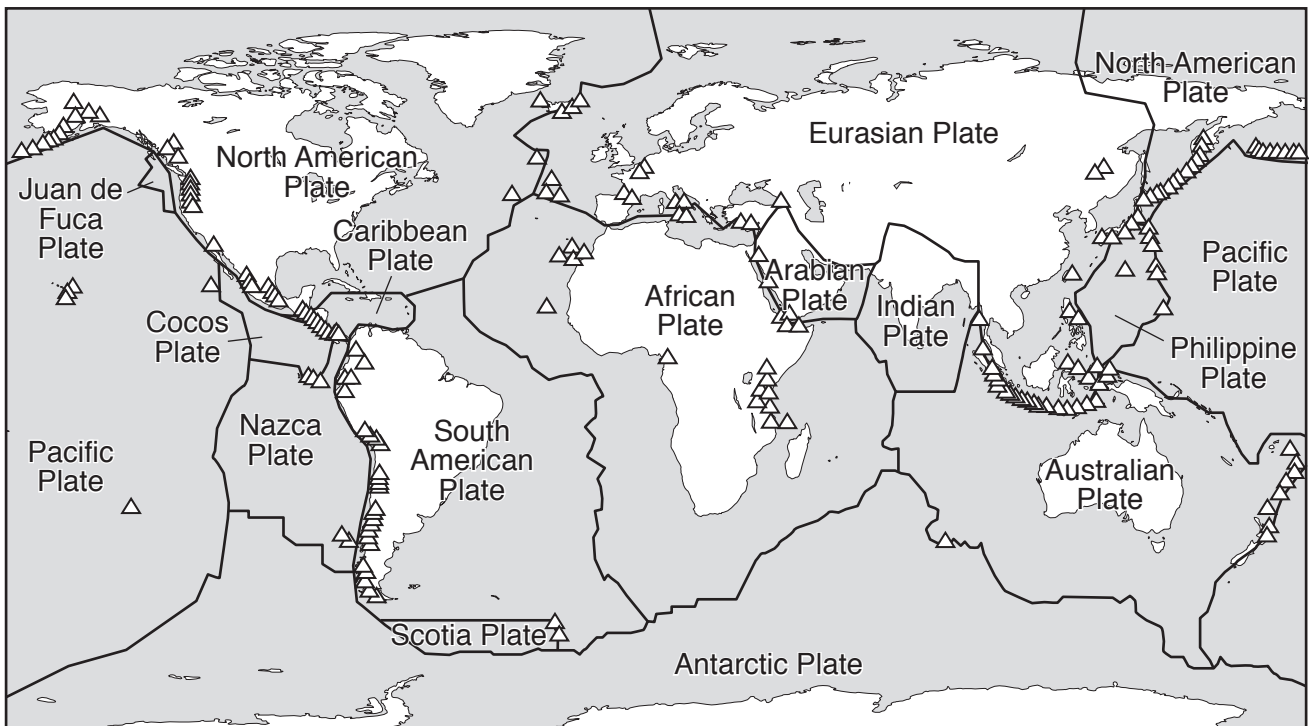 North American
Plate
Eurasian Plate
North American
Plate
Juan de
Fuca
Plate
Caribbean
Plate
Arabian
Plate
Pacific
Plate
African
Plate
Indian
Plate
Cocos
Plate
Philippine
Plate
Nazca
Plate
South
American
Plate
Pacific
Plate
Australian
Plate
Scotia Plate
Antarctic Plate